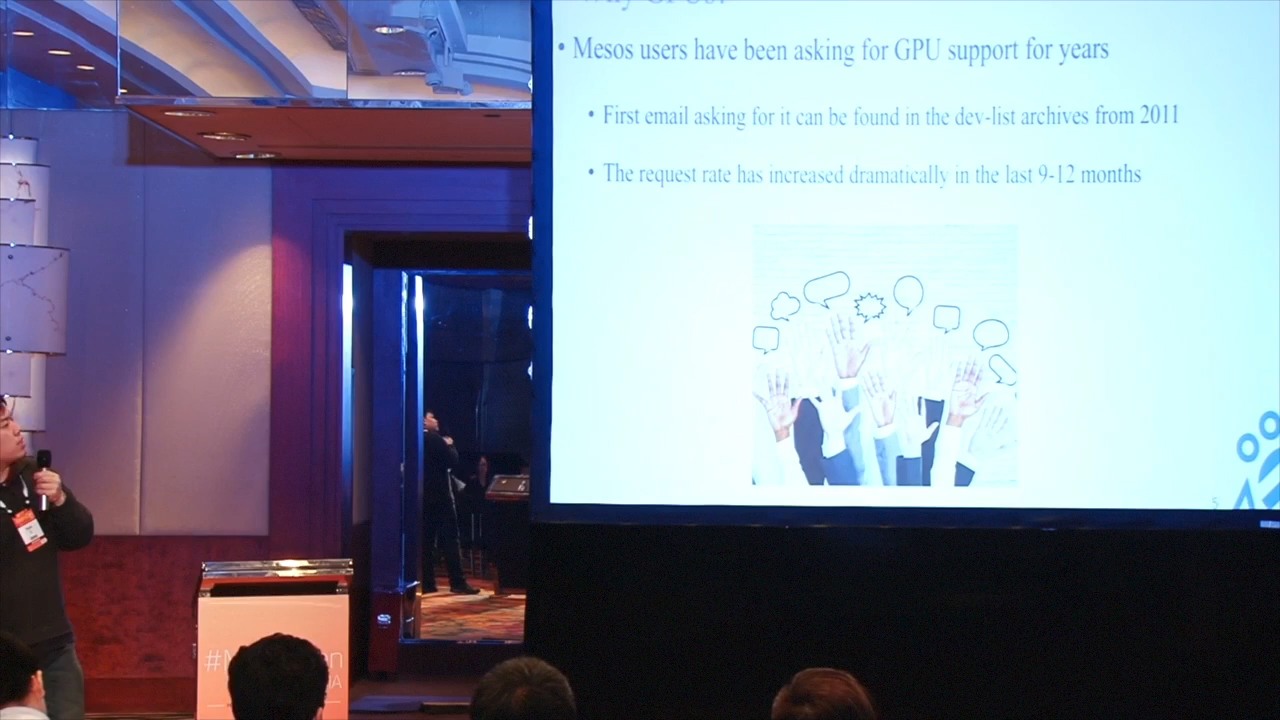 • Mesos users have been asking for GPU support for years
• First email asking for it can be found in the dev-list archives from 2011
• The request rate has increased dramatically in the last 9-12 months
5